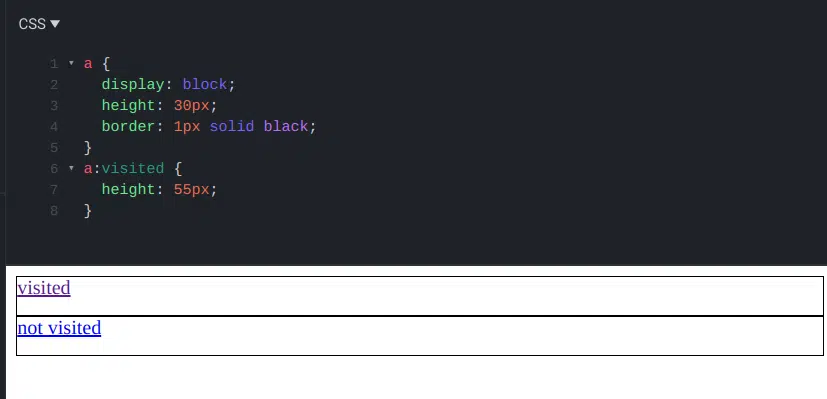 CSS ▼
1 ▾ a {
2 display: block;
3 height: 30px;
4 border: 1px solid black;
5 }
6 ▾ a:visited {
7 height: 55px;
8 }
visited
not visited